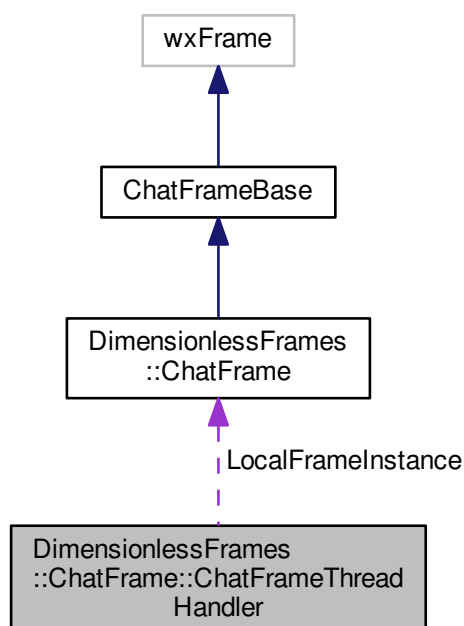 wxFrame
ChatFrameBase
DimensionlessFrames
::ChatFrame
LocalFrameInstance
DimensionlessFrames
::ChatFrame::ChatFrameThread
Handler